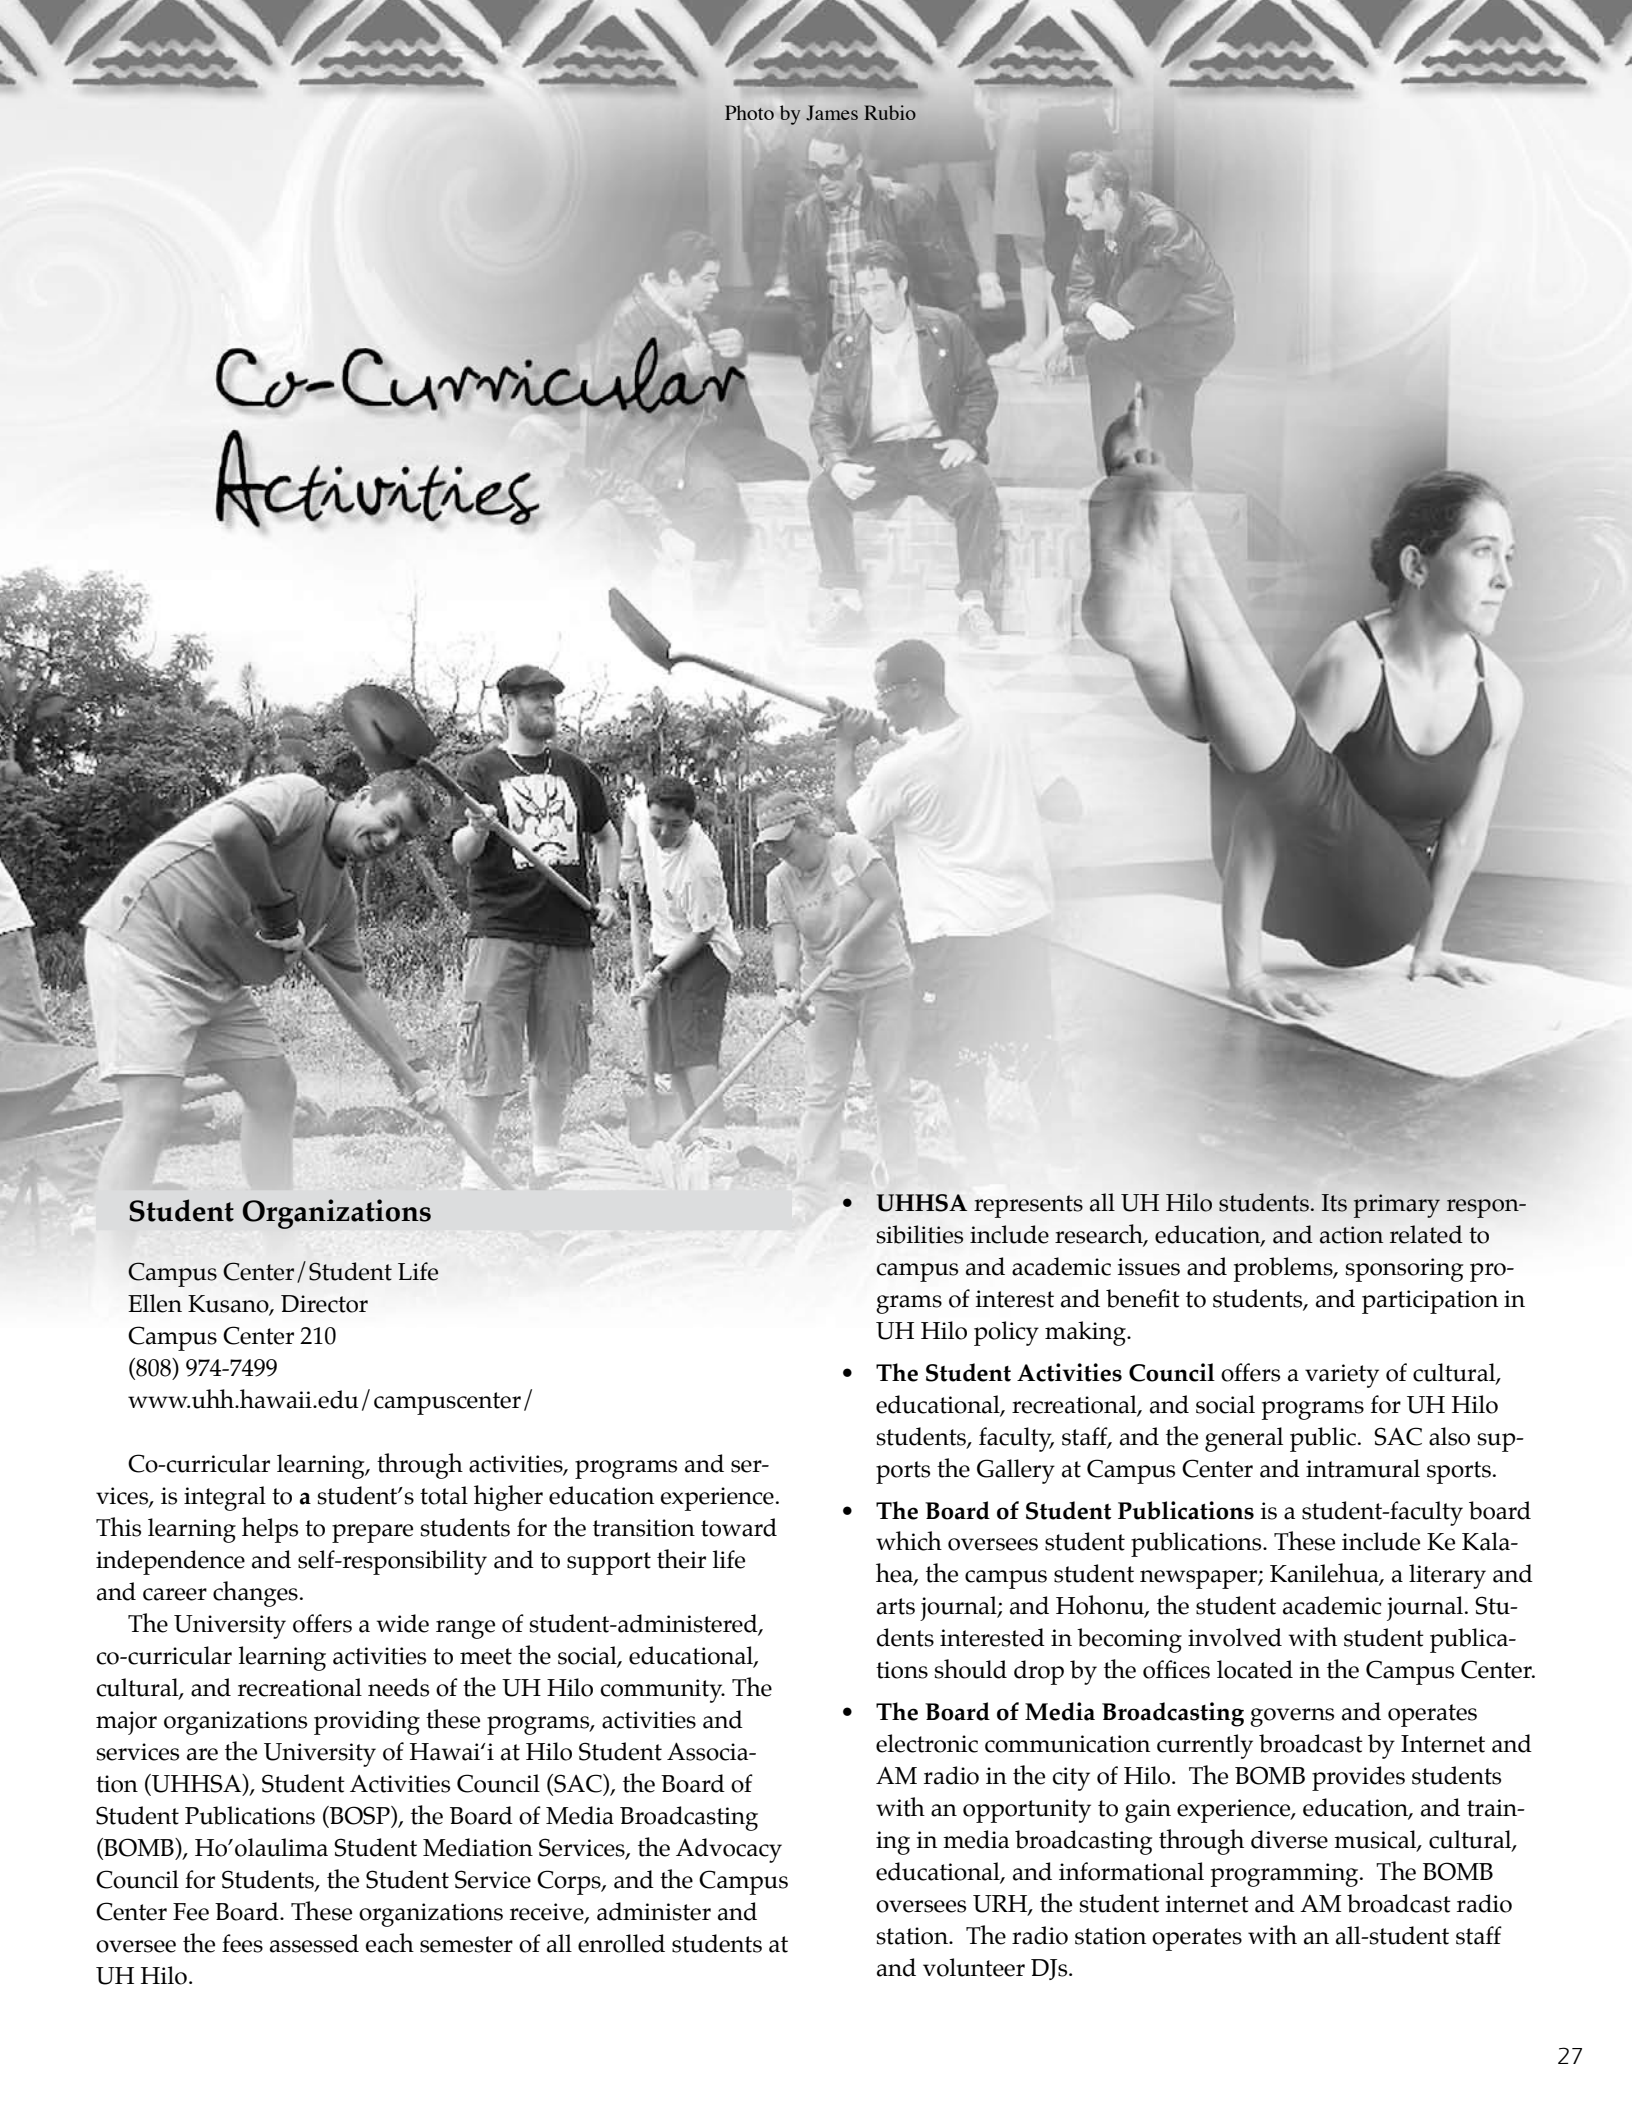 Photo by James Rubio
Co-Curricular
Activities
Student Organizations
Campus Center/Student Life
Ellen Kusano, Director
Campus Center 210
(808) 974-7499
www.uhh.hawaii.edu/campuscenter/
Co-curricular learning, through activities, programs and ser-
vices, is integral to a student’s total higher education experience.
This learning helps to prepare students for the transition toward
independence and self-responsibility and to support their life
and career changes.
The University offers a wide range of student-administered,
co-curricular learning activities to meet the social, educational,
cultural, and recreational needs of the UH Hilo community. The
major organizations providing these programs, activities and
services are the University of Hawai‘i at Hilo Student Associa-
tion (UHHSA), Student Activities Council (SAC), the Board of
Student Publications (BOSP), the Board of Media Broadcasting
(BOMB), Ho’olaulima Student Mediation Services, the Advocacy
Council for Students, the Student Service Corps, and the Campus
Center Fee Board. These organizations receive, administer and
oversee the fees assessed each semester of all enrolled students at
UH Hilo.
• UHHSA represents all UH Hilo students. Its primary respon-
sibilities include research, education, and action related to
campus and academic issues and problems, sponsoring pro-
grams of interest and benefit to students, and participation in
UH Hilo policy making.
• The Student Activities Council offers a variety of cultural,
educational, recreational, and social programs for UH Hilo
students, faculty, staff, and the general public. SAC also sup-
ports the Gallery at Campus Center and intramural sports.
• The Board of Student Publications is a student-faculty board
which oversees student publications. These include Ke Kala-
hea, the campus student newspaper; Kanilehua, a literary and
arts journal; and Hohonu, the student academic journal. Stu-
dents interested in becoming involved with student publica-
tions should drop by the offices located in the Campus Center.
• The Board of Media Broadcasting governs and operates
electronic communication currently broadcast by Internet and
AM radio in the city of Hilo. The BOMB provides students
with an opportunity to gain experience, education, and train-
ing in media broadcasting through diverse musical, cultural,
educational, and informational programming. The BOMB
oversees URH, the student internet and AM broadcast radio
station. The radio station operates with an all-student staff
and volunteer DJs.
27